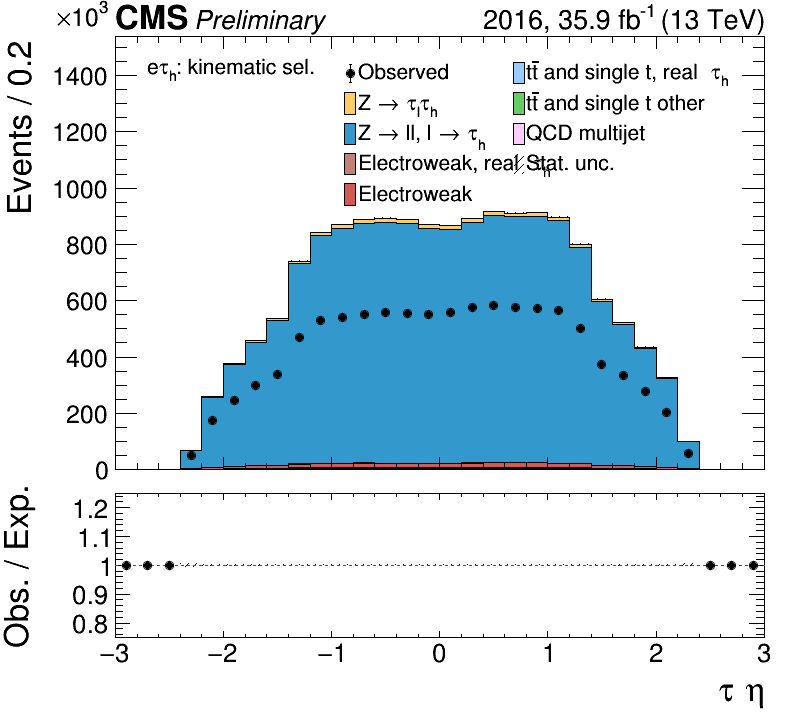 ×10³ CMS Preliminary 2016, 35.9 fb⁻¹ (13 TeV)
eτₕ: kinematic sel.
Observed
Z → τₗτₕ
Z → ll, l → τₕ
Electroweak, real τₕ
Electroweak
tt̄ and single t, real τₕ
tt̄ and single t other
QCD multijet
Stat. unc.
Events / 0.2
1400
1200
1000
800
600
400
200
0
Obs. / Exp.
1.2
1.1
1
0.9
0.8
−3 −2 −1 0 1 2 3
τ η